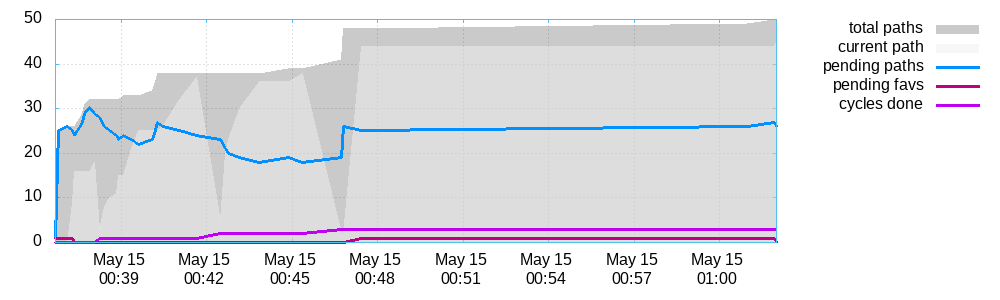 50
40
30
20
10
0
May 15 May 15 May 15 May 15 May 15 May 15 May 15 May 15
00:39 00:42 00:45 00:48 00:51 00:54 00:57 01:00
total paths
current path
pending paths
pending favs
cycles done